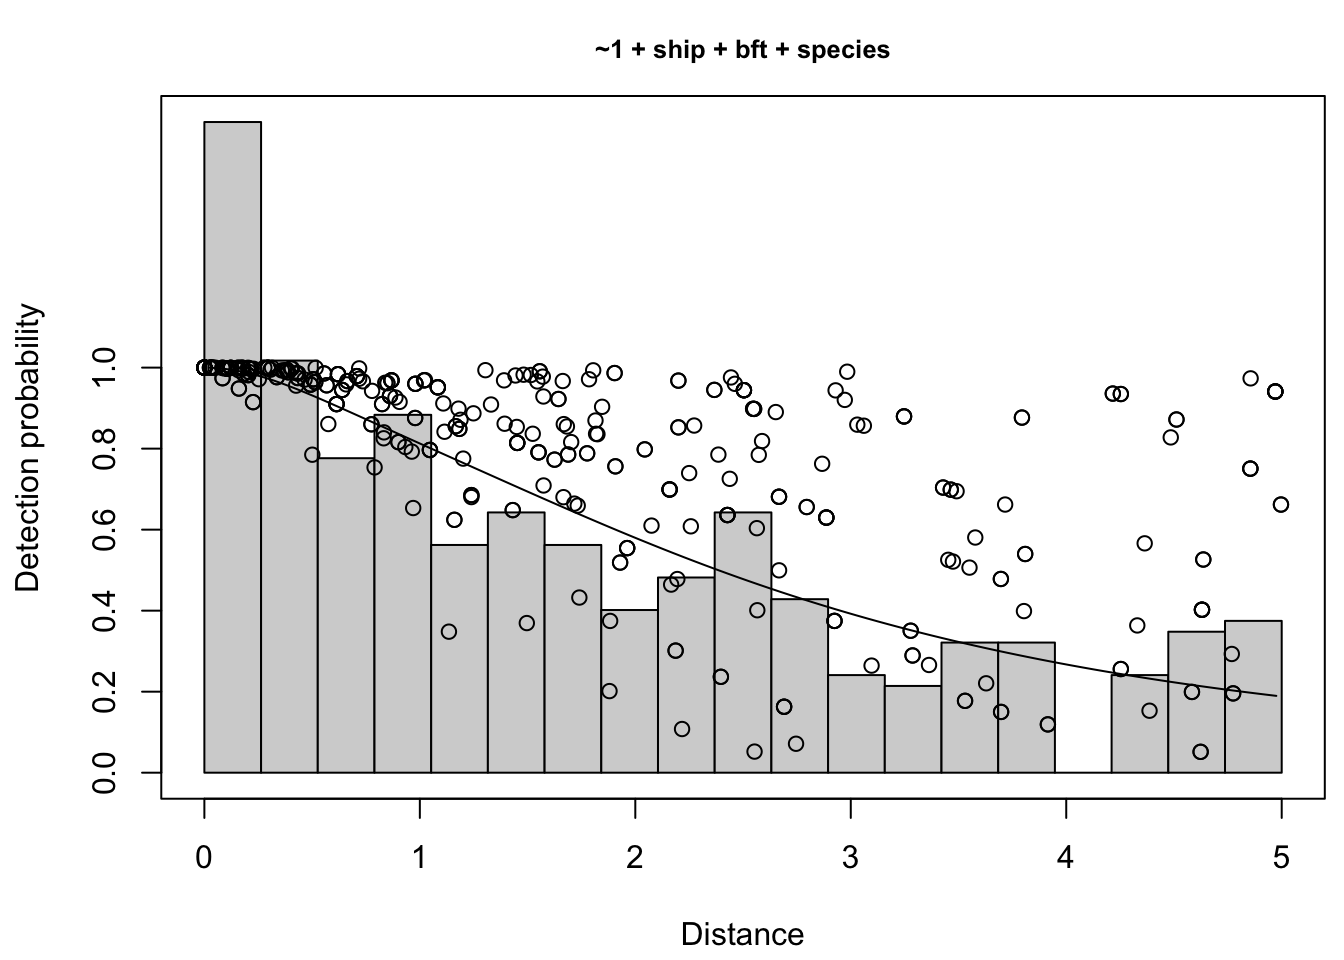 ~1 + ship + bft + species
Detection probability
1.0
0.8
0.6
0.4
0.2
0.0
0 1 2 3 4 5
Distance